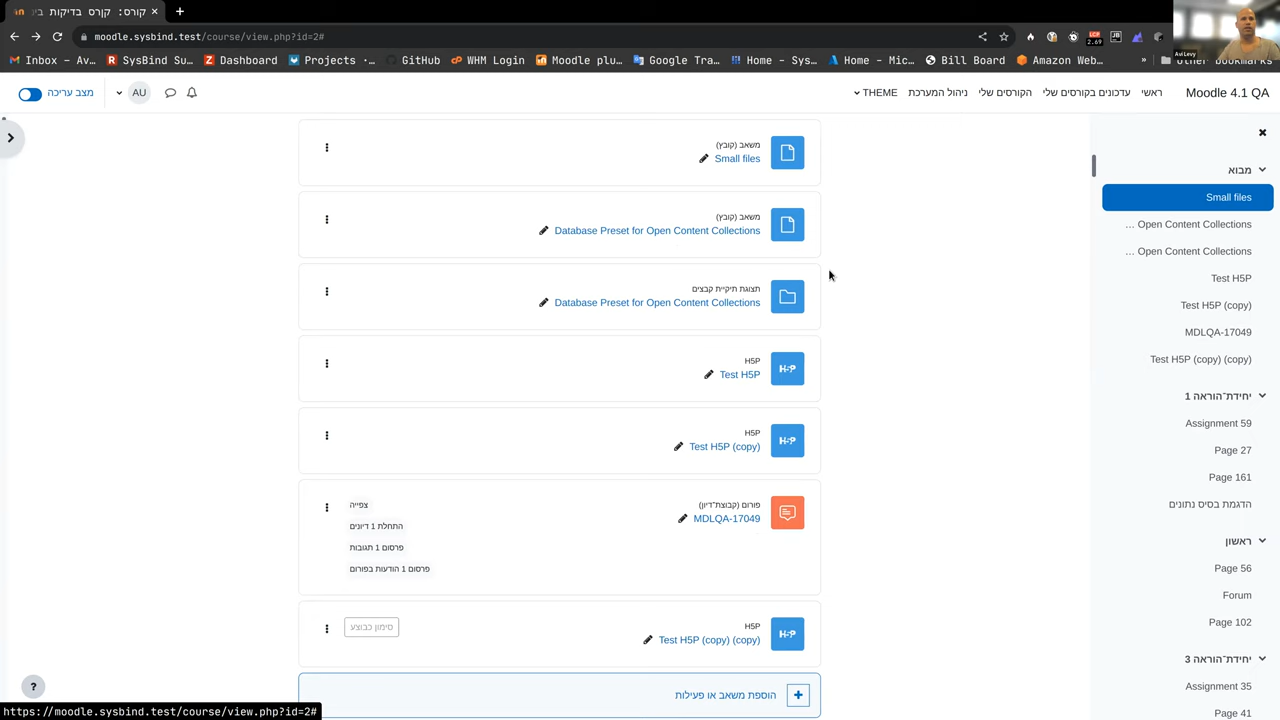 קורס: קורס בדיקות בינ
moodle.sysbind.test/course/view.php?id=2#
LCP
2.69
JB
Avi Levy
Inbox - Av…
SysBind Su…
Dashboard
Projects - …
GitHub
WHM Login
Moodle plu…
Google Tra…
Home - Sys…
Home - Mic…
Bill Board
Amazon Web…
»
Other Bookmarks
Moodle 4.1 QA
ראשי
עדכונים בקורסים שלי
הקורסים שלי
ניהול המערכת
THEME
AU
מצב עריכה
משאב (קובץ)
Small files
משאב (קובץ)
Database Preset for Open Content Collections
תצוגת תיקיית קבצים
Database Preset for Open Content Collections
H5P
Test H5P
H5P
Test H5P (copy)
פורום (קבוצת־דיון)
MDLQA-17049
צפייה
התחלת 1 דיונים
פרסום 1 תגובות
פרסום 1 הודעות בפורום
H5P
Test H5P (copy) (copy)
סימון כבוצע
הוספת משאב או פעילות
מבוא
Small files
... Open Content Collections
... Open Content Collections
Test H5P
Test H5P (copy)
MDLQA-17049
Test H5P (copy) (copy)
יחידת־הוראה 1
Assignment 59
Page 27
Page 161
הדגמת בסיס נתונים
ראשון
Page 56
Forum
Page 102
יחידת־הוראה 3
Assignment 35
Page 41
?
https://moodle.sysbind.test/course/view.php?id=2#